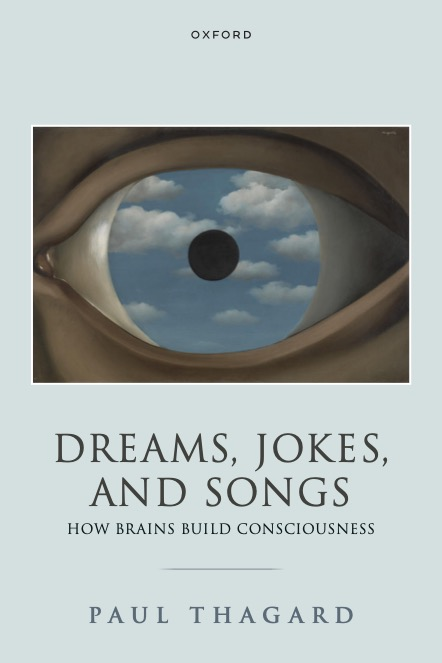 OXFORD
DREAMS, JOKES,
AND SONGS
HOW BRAINS BUILD CONSCIOUSNESS
PAUL THAGARD